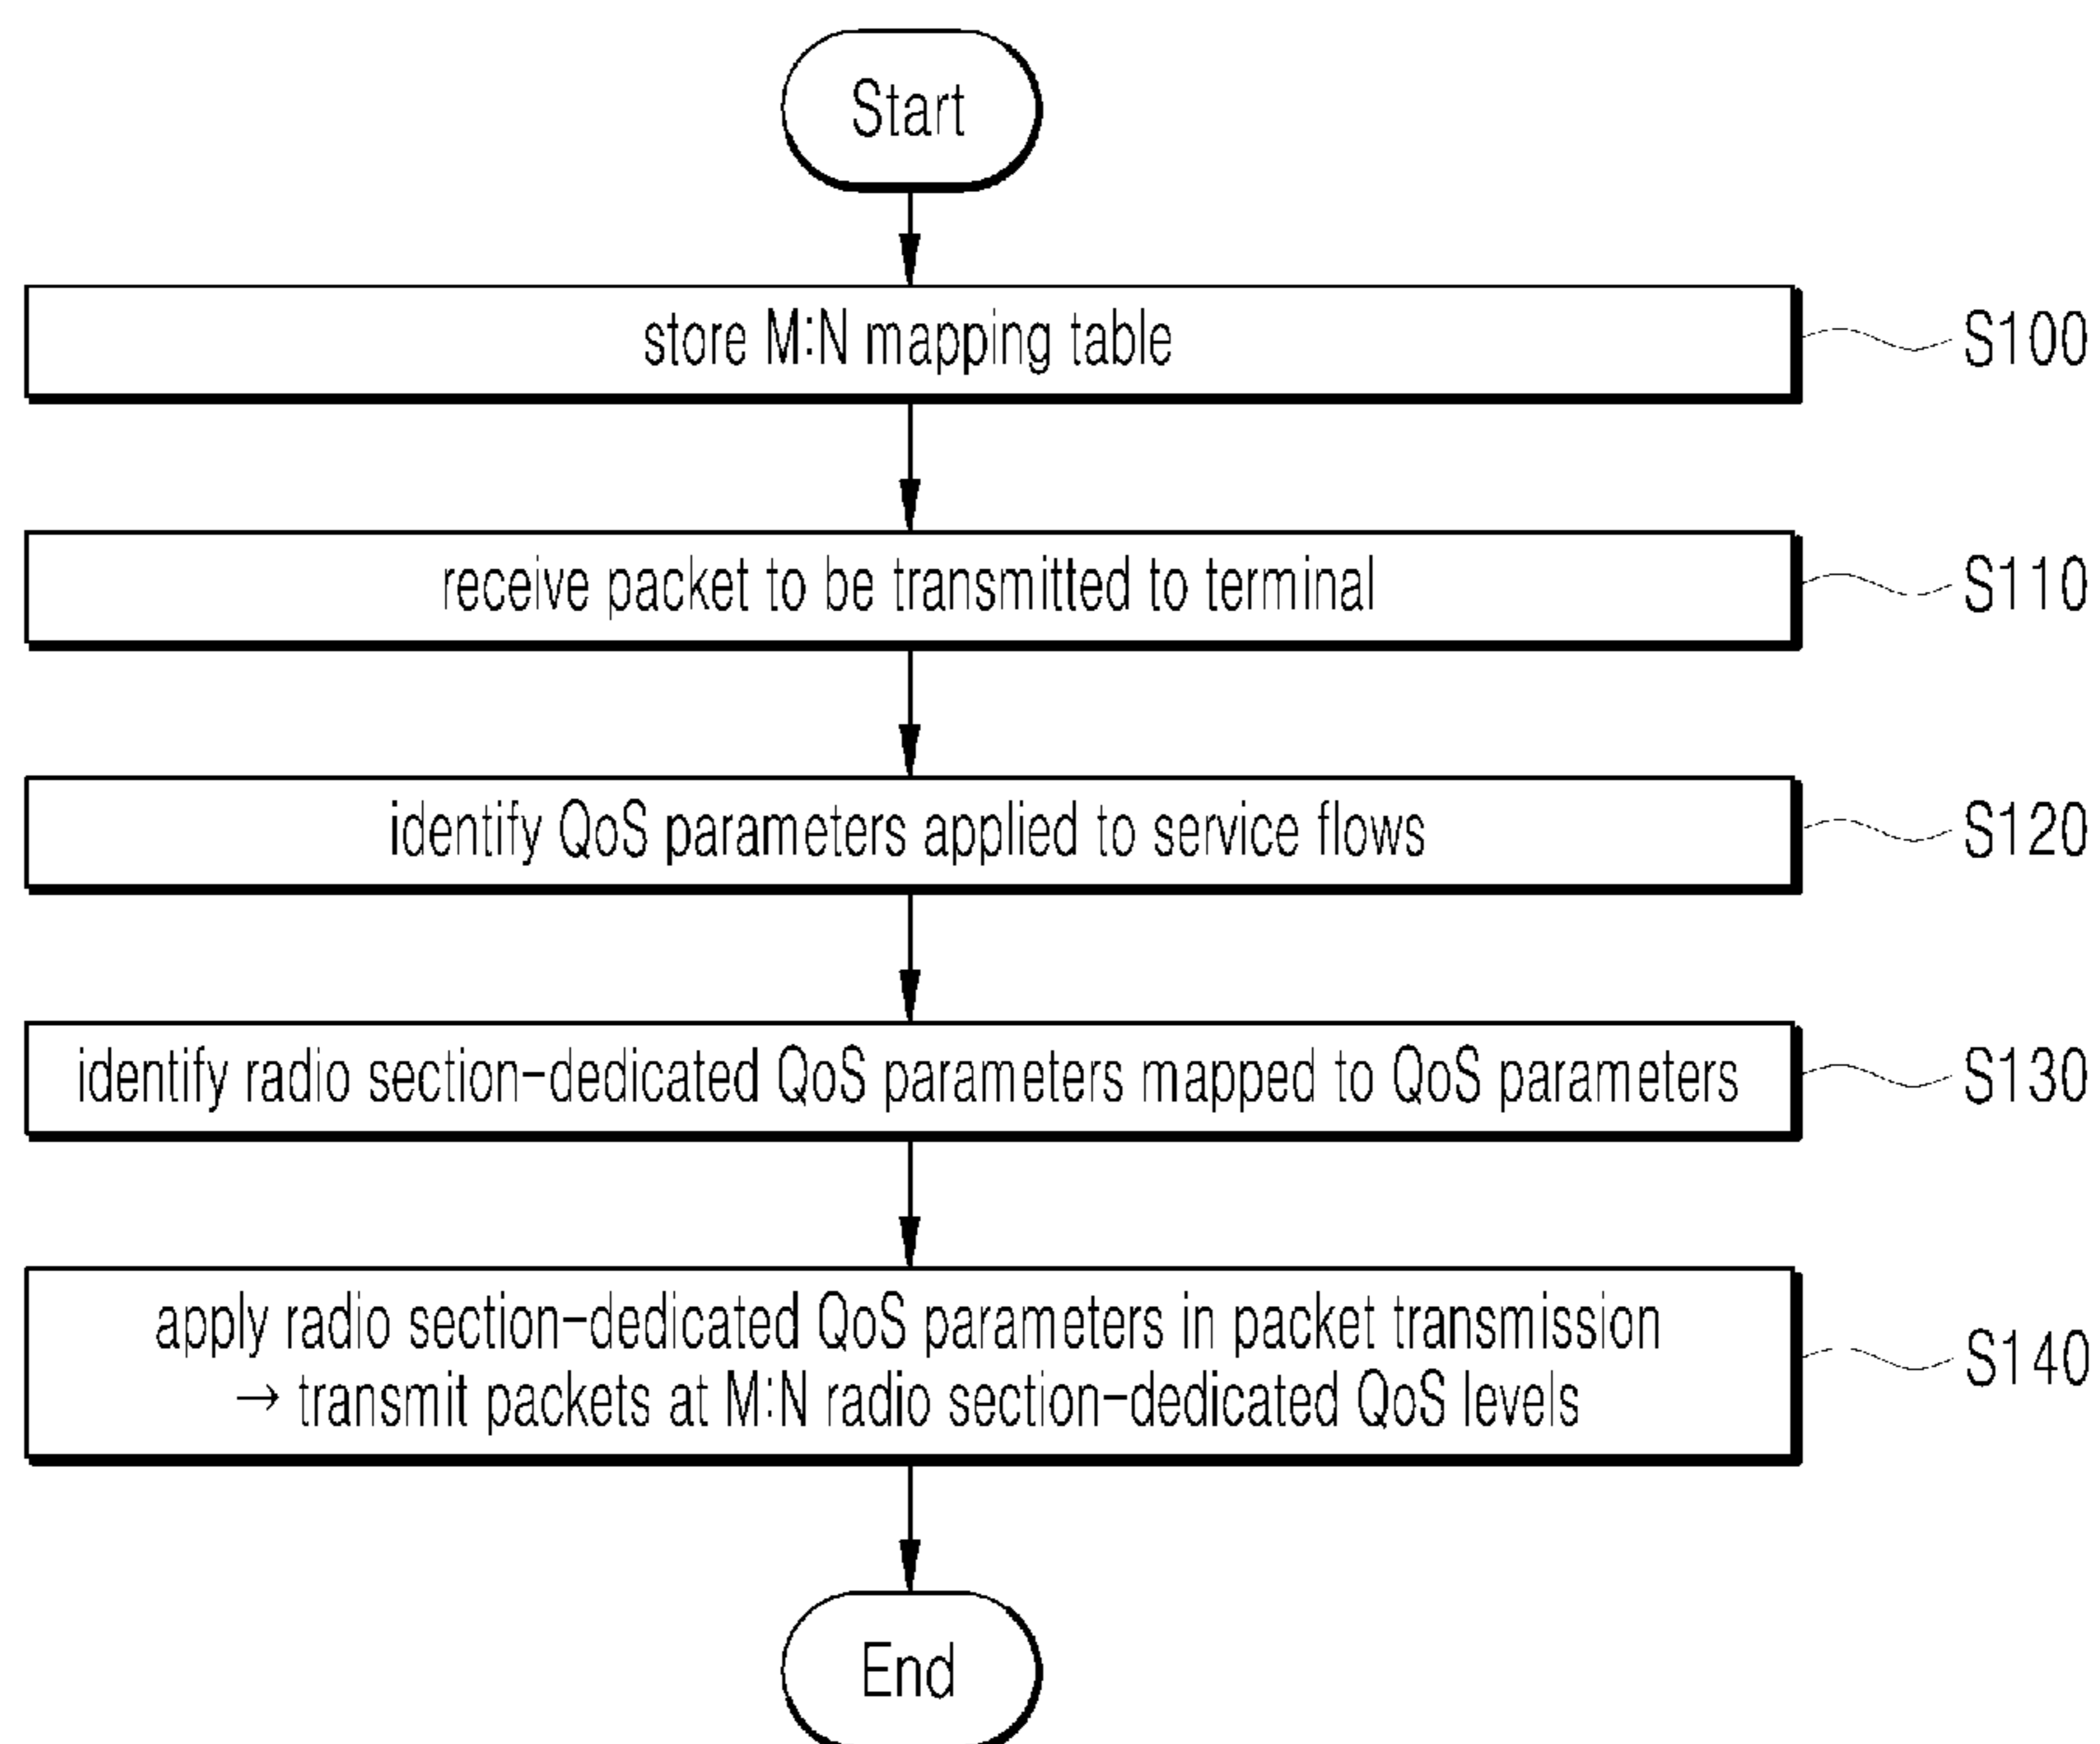 Start
store M:N mapping table
S100
receive packet to be transmitted to terminal
S110
identify QoS parameters applied to service flows
S120
identify radio section-dedicated QoS parameters mapped to QoS parameters
S130
apply radio section-dedicated QoS parameters in packet transmission
→ transmit packets at M:N radio section-dedicated QoS levels
S140
End